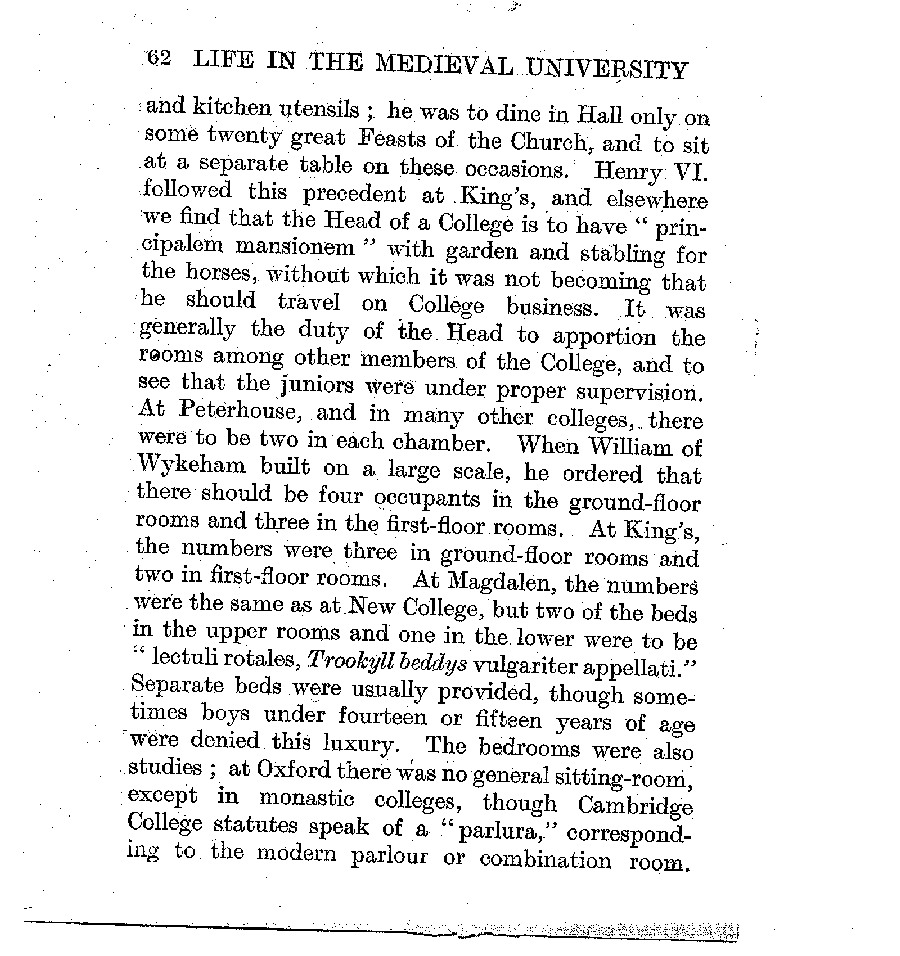 62 LIFE IN THE MEDIEVAL UNIVERSITY
and kitchen utensils ; he was to dine in Hall only on
some twenty great Feasts of the Church, and to sit
at a separate table on these occasions. Henry VI.
followed this precedent at King's, and elsewhere
we find that the Head of a College is to have " prin-
cipalem mansionem " with garden and stabling for
the horses, without which it was not becoming that
he should travel on College business. It was
generally the duty of the Head to apportion the
rooms among other members of the College, and to
see that the juniors were under proper supervision.
At Peterhouse, and in many other colleges, there
were to be two in each chamber. When William of
Wykeham built on a large scale, he ordered that
there should be four occupants in the ground-floor
rooms and three in the first-floor rooms. At King's,
the numbers were three in ground-floor rooms and
two in first-floor rooms. At Magdalen, the numbers
were the same as at New College, but two of the beds
in the upper rooms and one in the lower were to be
" lectuli rotales, Trookyll beddys vulgariter appellati."
Separate beds were usually provided, though some-
times boys under fourteen or fifteen years of age
were denied this luxury. The bedrooms were also
studies ; at Oxford there was no general sitting-room,
except in monastic colleges, though Cambridge
College statutes speak of a " parlura," correspond-
ing to the modern parlour or combination room.